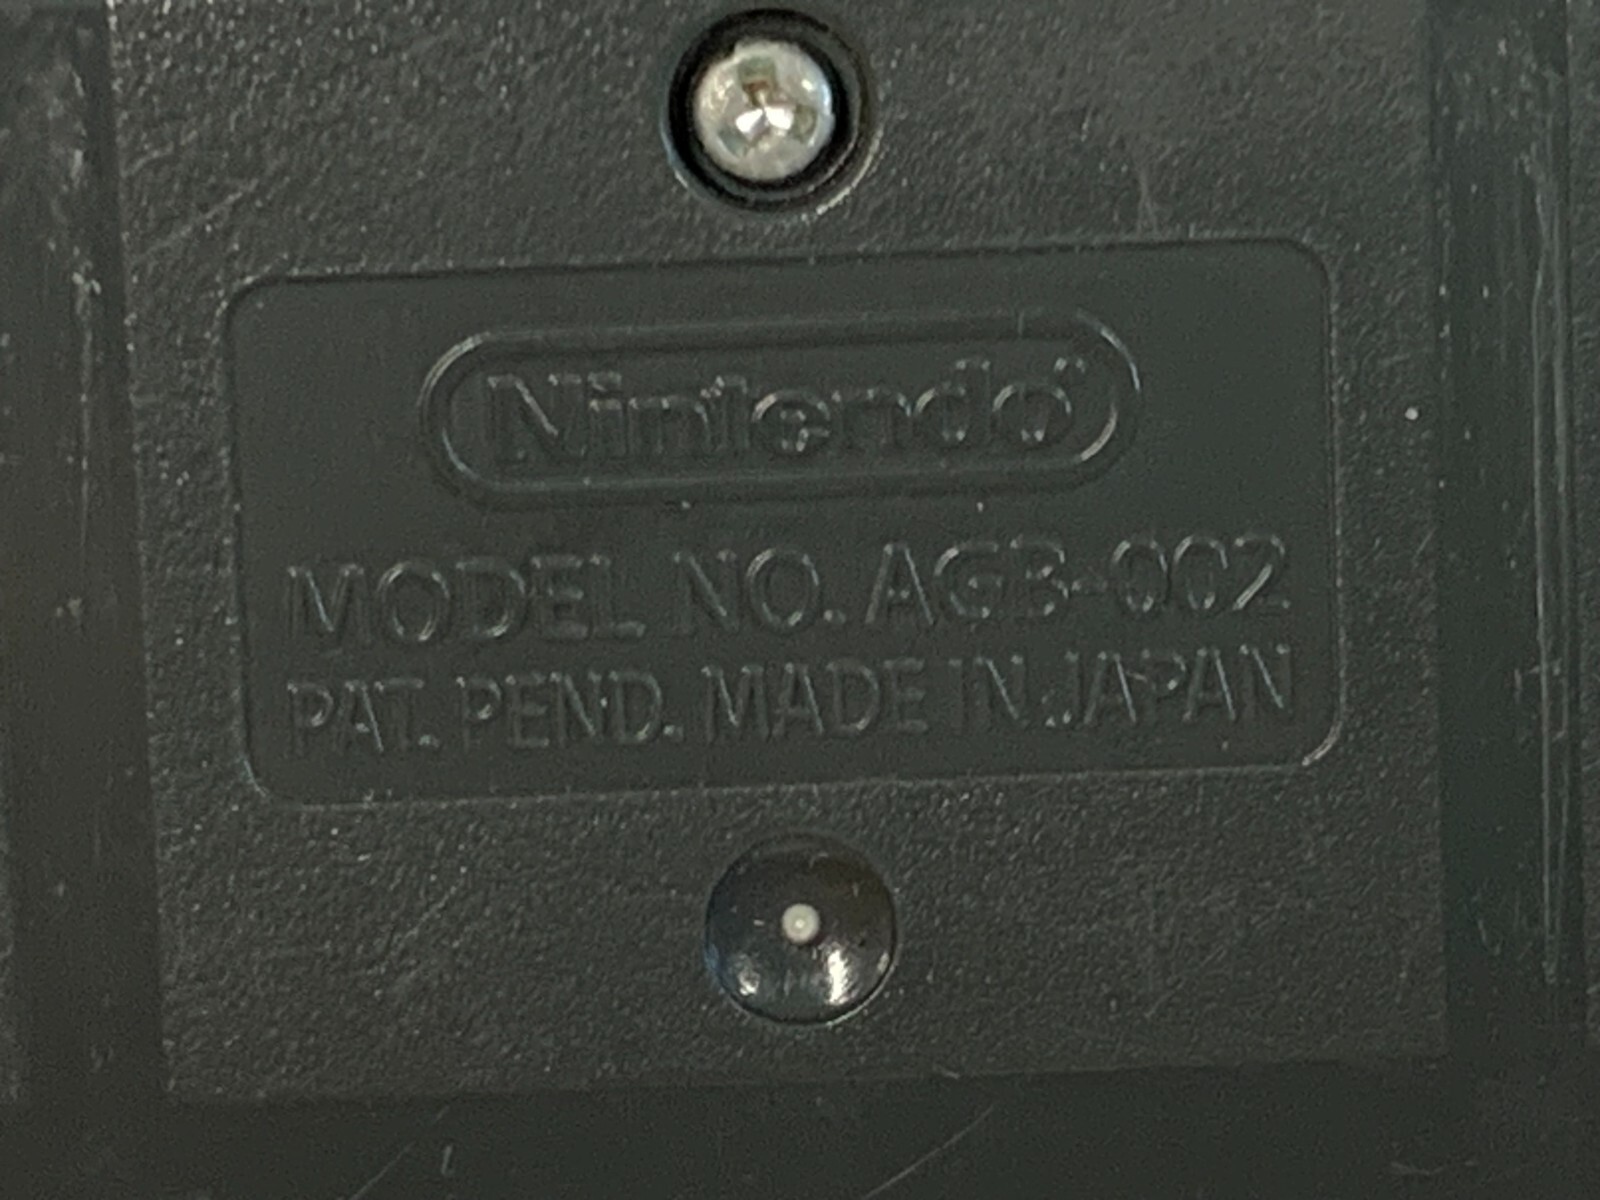 Nintendo®
MODEL NO. AGB-002
PAT. PEND. MADE IN JAPAN